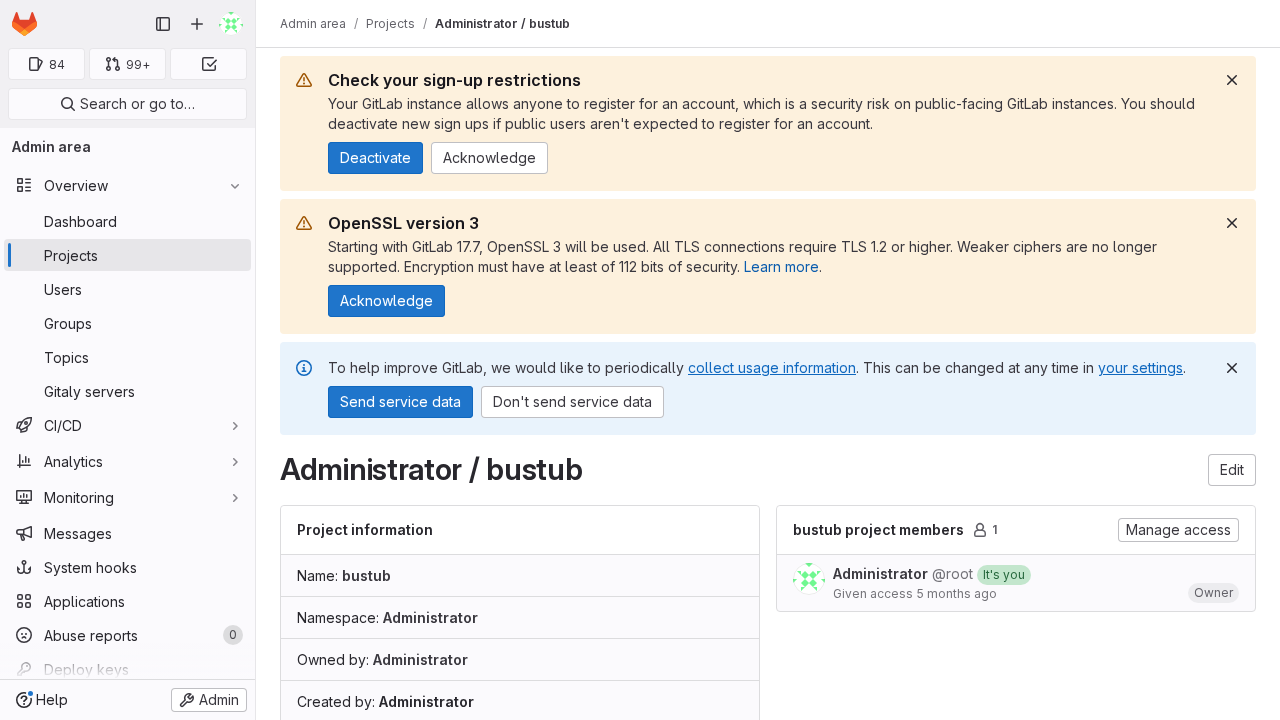 Admin area / Projects / Administrator / bustub
84
99+
Search or go to…
Admin area
Overview
Dashboard
Projects
Users
Groups
Topics
Gitaly servers
CI/CD
Analytics
Monitoring
Messages
System hooks
Applications
Abuse reports 0
Deploy keys
Help
Admin
Check your sign-up restrictions
Your GitLab instance allows anyone to register for an account, which is a security risk on public-facing GitLab instances. You should
deactivate new sign ups if public users aren't expected to register for an account.
Deactivate Acknowledge
OpenSSL version 3
Starting with GitLab 17.7, OpenSSL 3 will be used. All TLS connections require TLS 1.2 or higher. Weaker ciphers are no longer
supported. Encryption must have at least of 112 bits of security. Learn more.
Acknowledge
To help improve GitLab, we would like to periodically collect usage information. This can be changed at any time in your settings.
Send service data Don't send service data
Administrator / bustub
Edit
Project information
Name: bustub
Namespace: Administrator
Owned by: Administrator
Created by: Administrator
bustub project members 1
Manage access
Administrator @root It's you
Given access 5 months ago
Owner